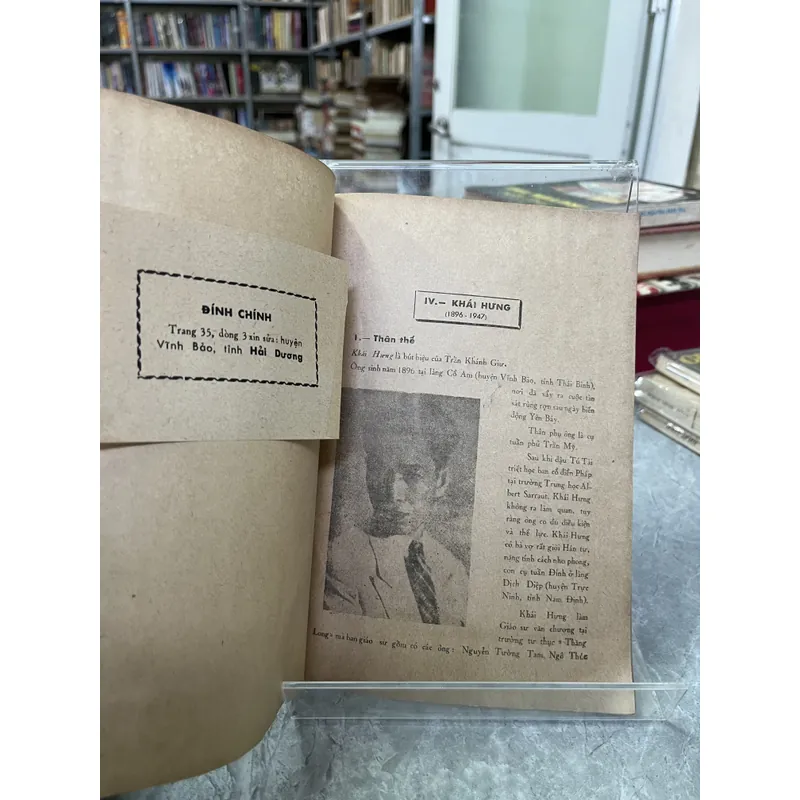 ĐÍNH CHÍNH
Trang 35, dòng 3 xin sửa : huyện
Vĩnh Bảo, tỉnh Hải Dương
IV.— KHÁI HƯNG
(1896 - 1947)
1.— Thân thế
Khái Hưng là bút hiệu của Trần Khánh Giư.
Ông sinh năm 1896 tại làng Cổ Am (huyện Vĩnh Bảo, tỉnh Thái Bình),
nơi đã xẩy ra cuộc tàn
sát rùng rợn sau ngày biến
động Yên Báy.
Thân phụ ông là cụ
tuần phủ Trần Mỹ.
Sau khi đậu Tú Tài
triết học ban cổ điển Pháp
tại trường Trung học Al-
bert Sarraut, Khái Hưng
không ra làm quan, tuy
rằng ông có đủ điều kiện
và thế lực. Khái Hưng
có bà vợ rất giỏi Hán tự,
nặng tính cách nho phong,
con cụ tuần Đính ở làng
Dịch Diệp (huyện Trực
Ninh, tỉnh Nam Định).
Khái Hưng làm
Giáo sư văn chương tại
trường tư thục « Thăng
Long » mà ban giáo sư gồm có các ông : Nguyễn Tường Tam, Ngô Thúc